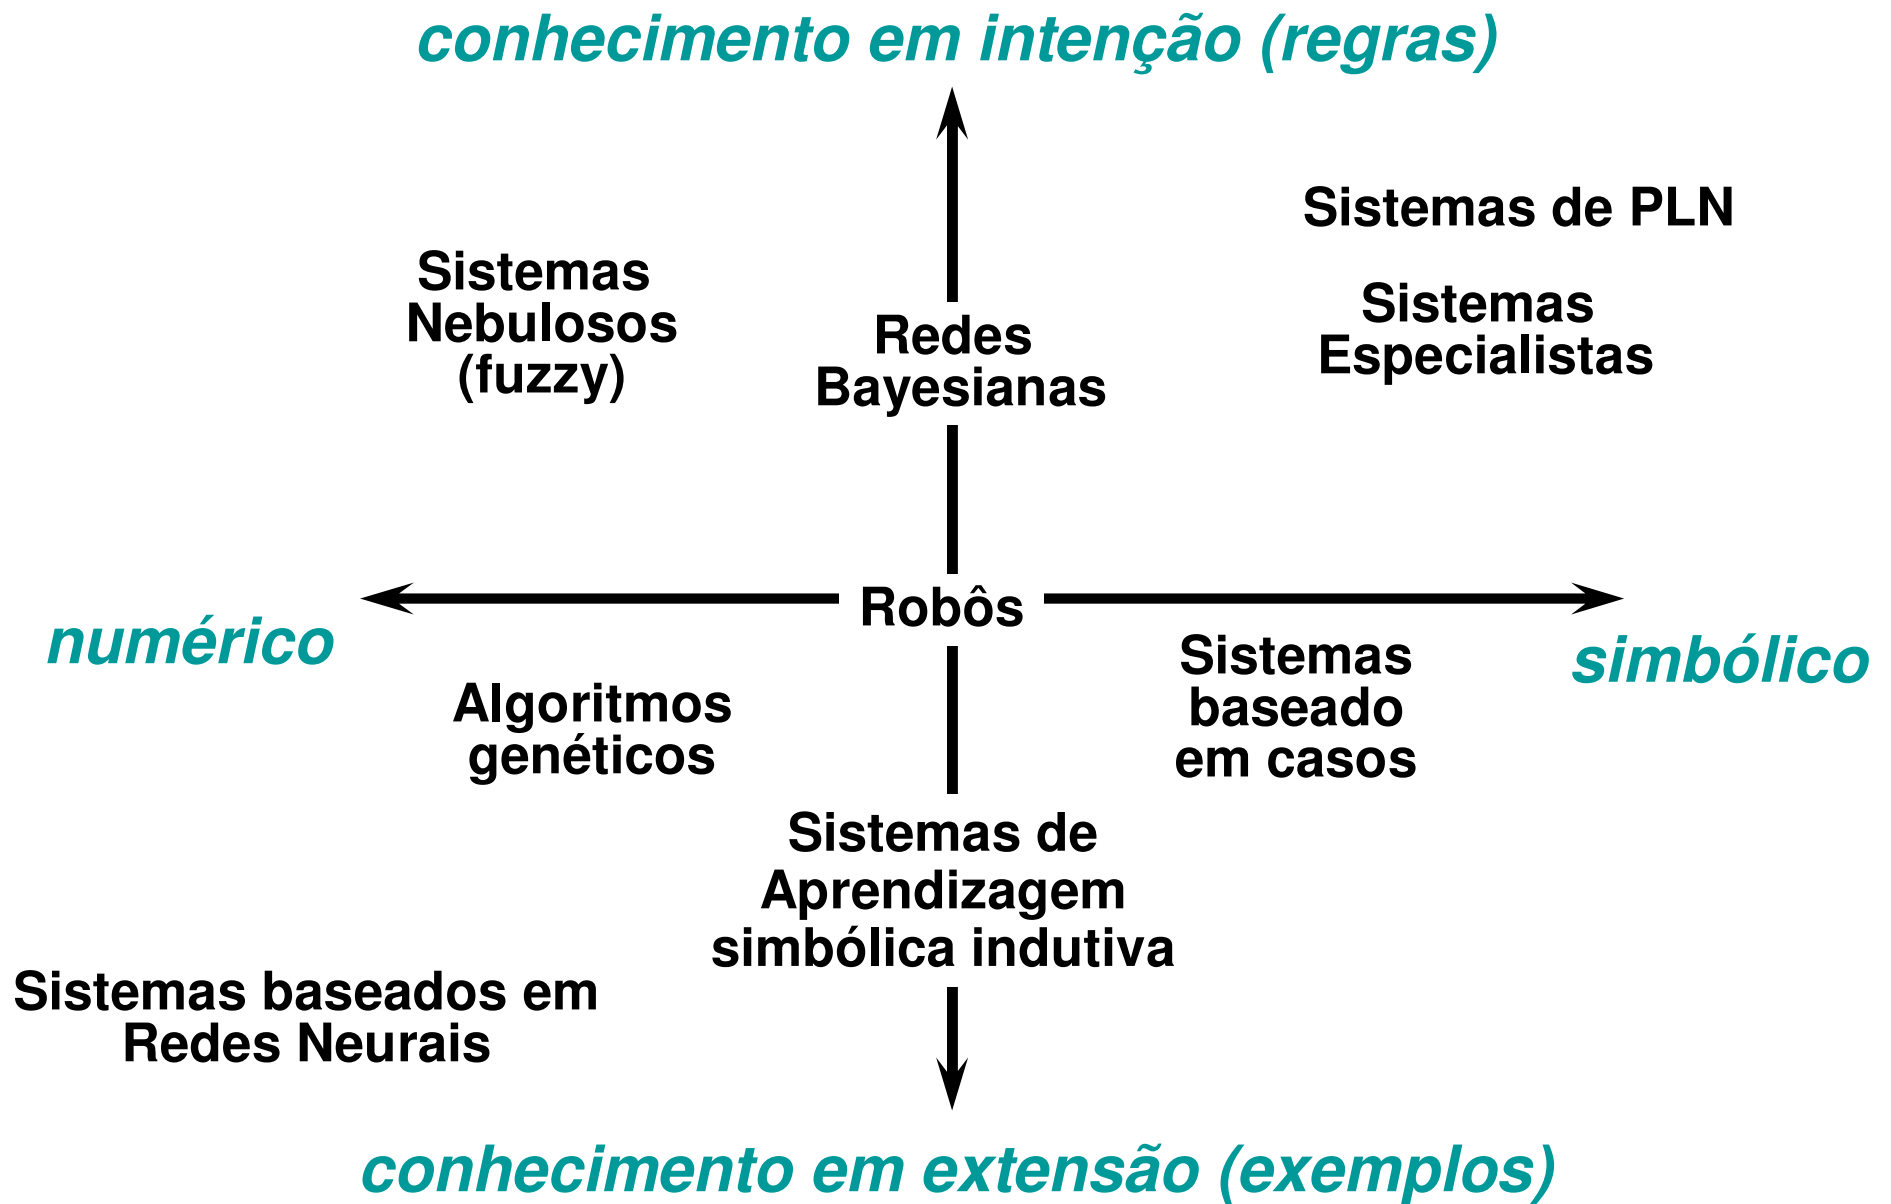 conhecimento em intenção (regras)
Sistemas de PLN
Sistemas
Nebulosos
(fuzzy)
Redes
Bayesianas
Sistemas
Especialistas
Robôs
numérico
simbólico
Algoritmos
genéticos
Sistemas
baseado
em casos
Sistemas de
Aprendizagem
simbólica indutiva
Sistemas baseados em
Redes Neurais
conhecimento em extensão (exemplos)